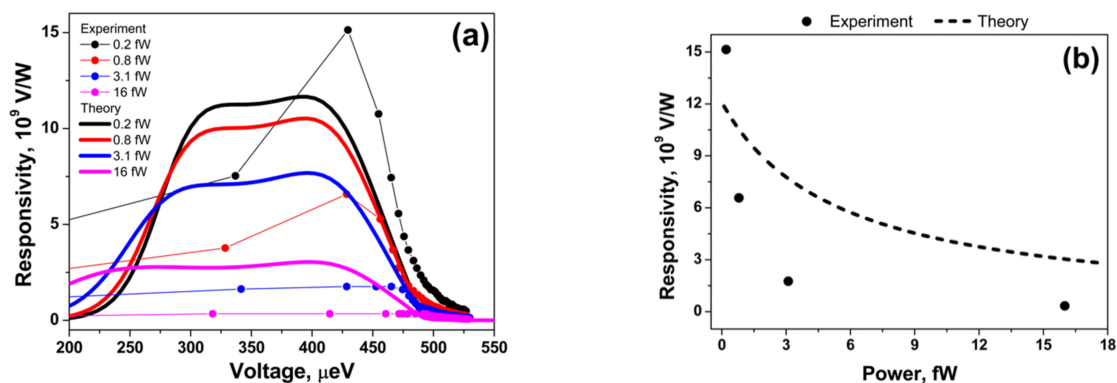 (a)
Experiment
0.2 fW
0.8 fW
3.1 fW
16 fW
Theory
0.2 fW
0.8 fW
3.1 fW
16 fW
Responsivity, 10⁹ V/W
15
10
5
0
200 250 300 350 400 450 500 550
Voltage, μeV
Experiment Theory
(b)
Responsivity, 10⁹ V/W
15
12
9
6
3
0
0 3 6 9 12 15 18
Power, fW